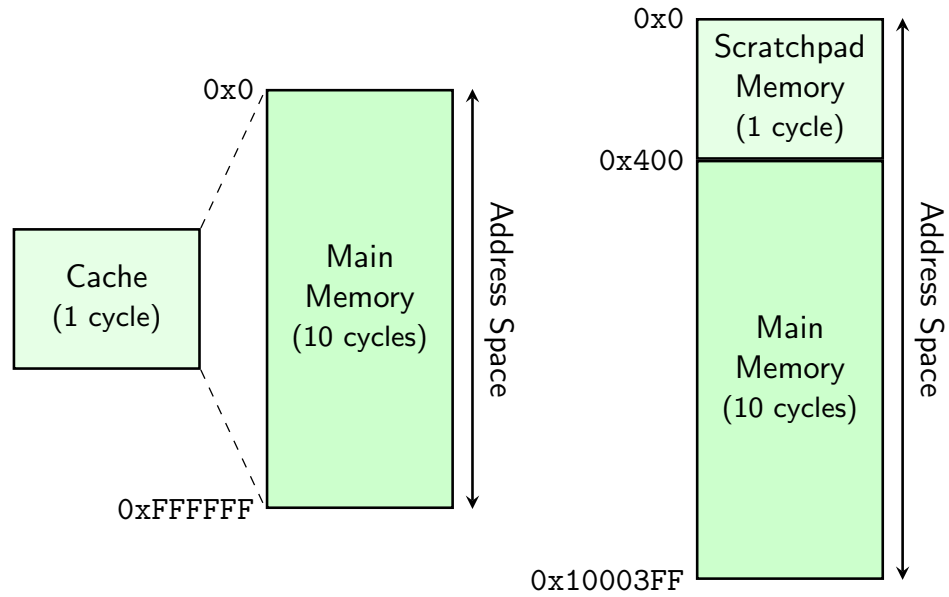 0x0
Cache
(1 cycle)
Main
Memory
(10 cycles)
Address Space
0xFFFFFF
0x0
Scratchpad
Memory
(1 cycle)
0x400
Main
Memory
(10 cycles)
Address Space
0x10003FF